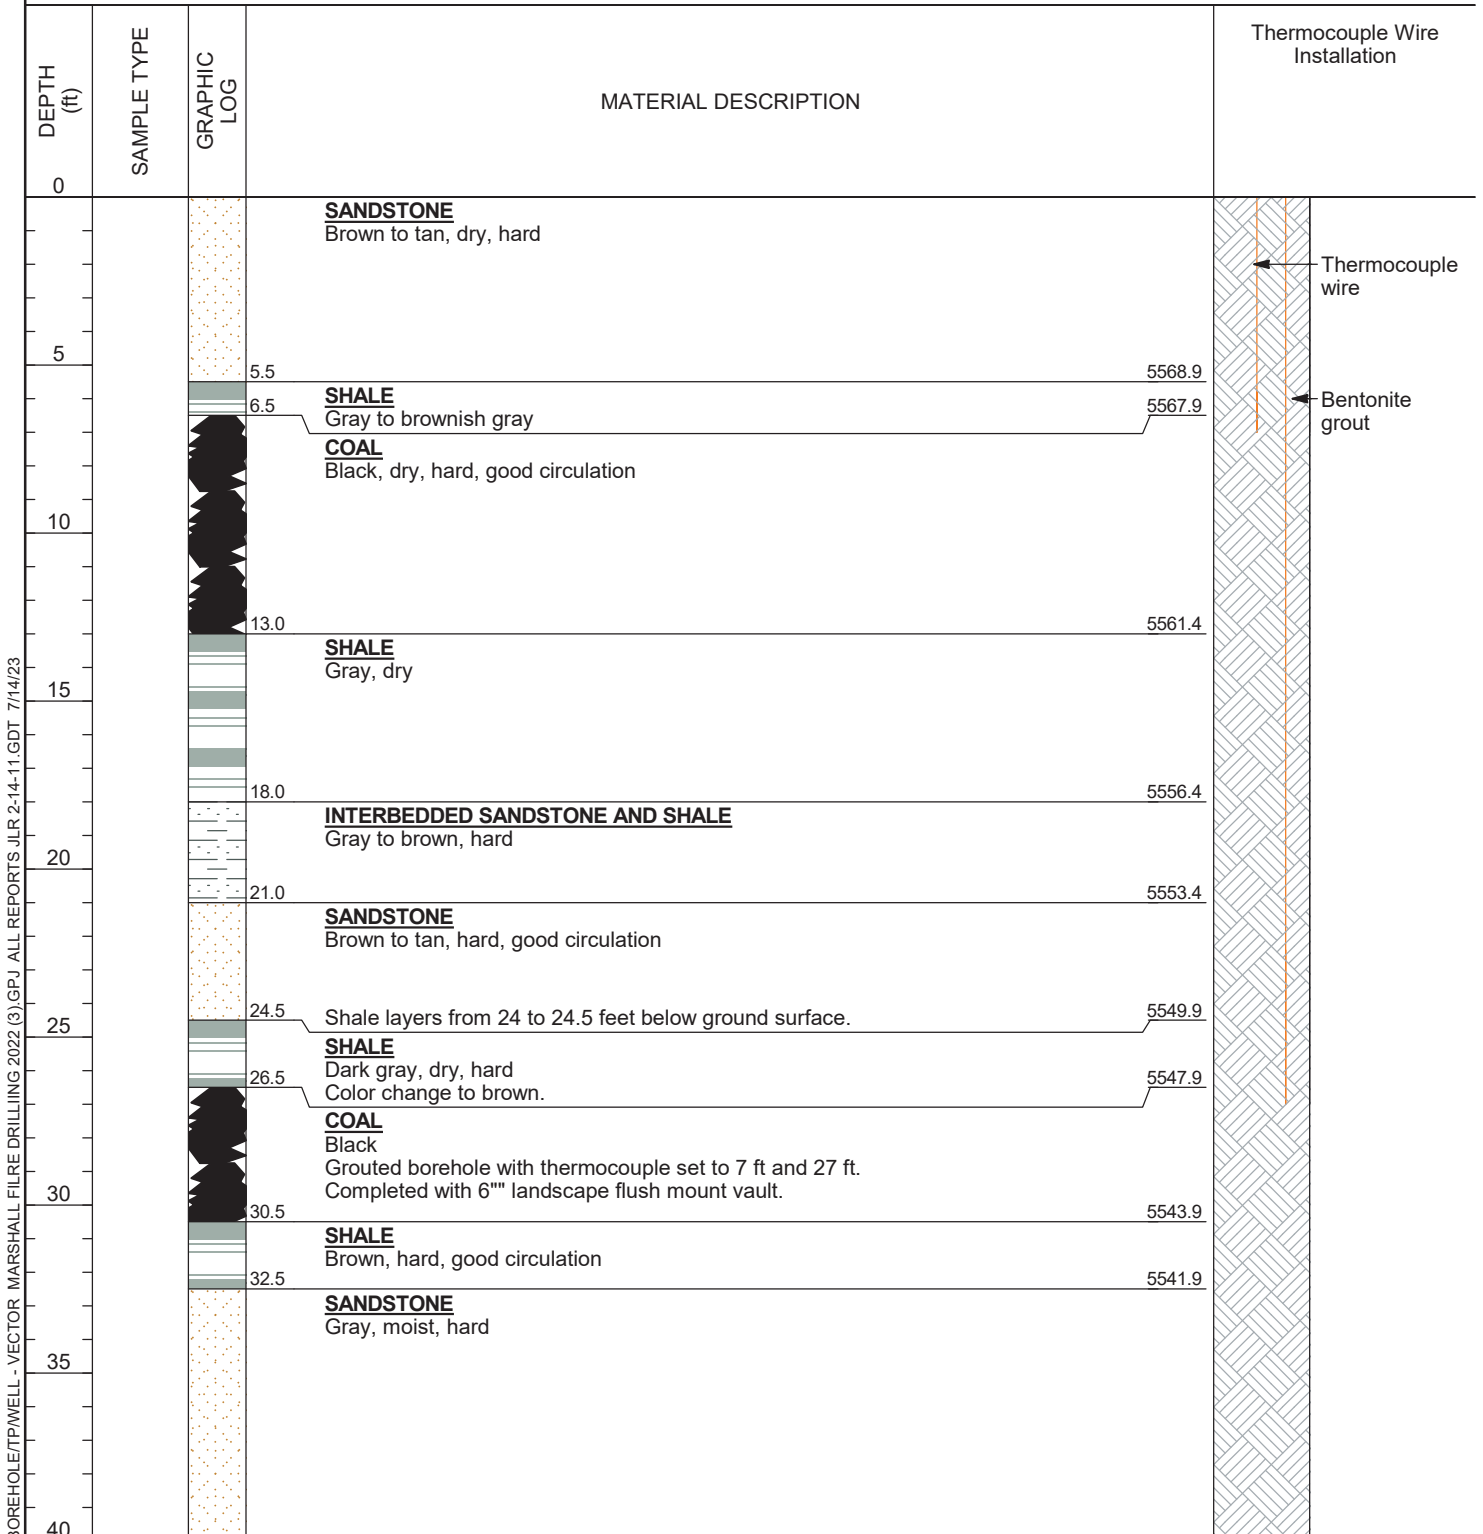 DEPTH
(ft)
SAMPLE TYPE
GRAPHIC
LOG
MATERIAL DESCRIPTION
Thermocouple Wire
Installation
0
SANDSTONE
Brown to tan, dry, hard
Thermocouple
wire
5
5.5 5568.9
SHALE
Gray to brownish gray
6.5 5567.9
Bentonite
grout
COAL
Black, dry, hard, good circulation
10
13.0 5561.4
SHALE
Gray, dry
15
18.0 5556.4
INTERBEDDED SANDSTONE AND SHALE
Gray to brown, hard
20
21.0 5553.4
SANDSTONE
Brown to tan, hard, good circulation
24.5 Shale layers from 24 to 24.5 feet below ground surface. 5549.9
25
SHALE
Dark gray, dry, hard
26.5 5547.9
Color change to brown.
COAL
Black
Grouted borehole with thermocouple set to 7 ft and 27 ft.
Completed with 6"" landscape flush mount vault.
30
30.5 5543.9
SHALE
Brown, hard, good circulation
32.5 5541.9
SANDSTONE
Gray, moist, hard
35
40
BOREHOLE/TP/WELL - VECTOR MARSHALL FILRE DRILLIING 2022 (3).GPJ ALL REPORTS JLR 2-14-11.GDT 7/14/23